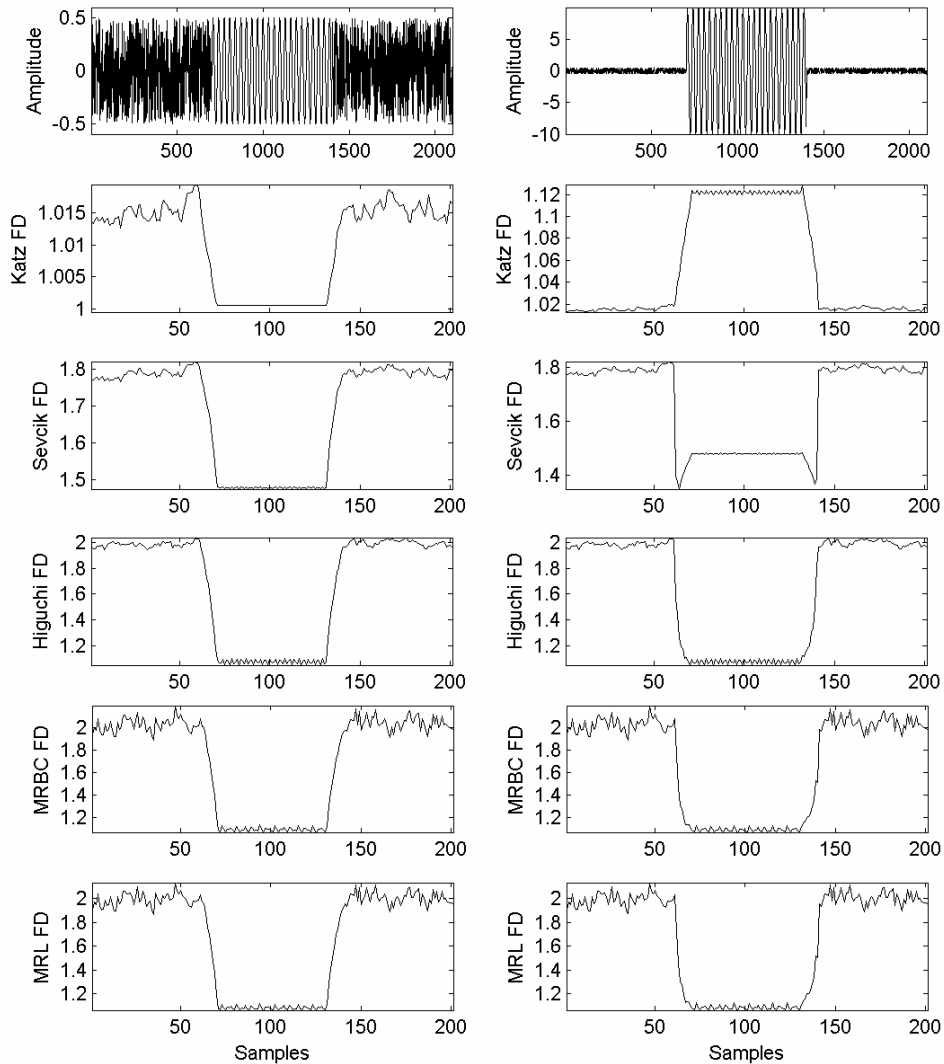 0.5
0
-0.5
Amplitude
500 1000 1500 2000
5
0
-5
-10
Amplitude
500 1000 1500 2000
1.015
1.01
1.005
1
Katz FD
50 100 150 200
1.12
1.1
1.08
1.06
1.04
1.02
Katz FD
50 100 150 200
1.8
1.7
1.6
1.5
Sevcik FD
50 100 150 200
1.8
1.6
1.4
Sevcik FD
50 100 150 200
2
1.8
1.6
1.4
1.2
Higuchi FD
50 100 150 200
2
1.8
1.6
1.4
1.2
Higuchi FD
50 100 150 200
2
1.8
1.6
1.4
1.2
MRBC FD
50 100 150 200
2
1.8
1.6
1.4
1.2
MRBC FD
50 100 150 200
2
1.8
1.6
1.4
1.2
MRL FD
50 100 150 200
Samples
2
1.8
1.6
1.4
1.2
MRL FD
50 100 150 200
Samples